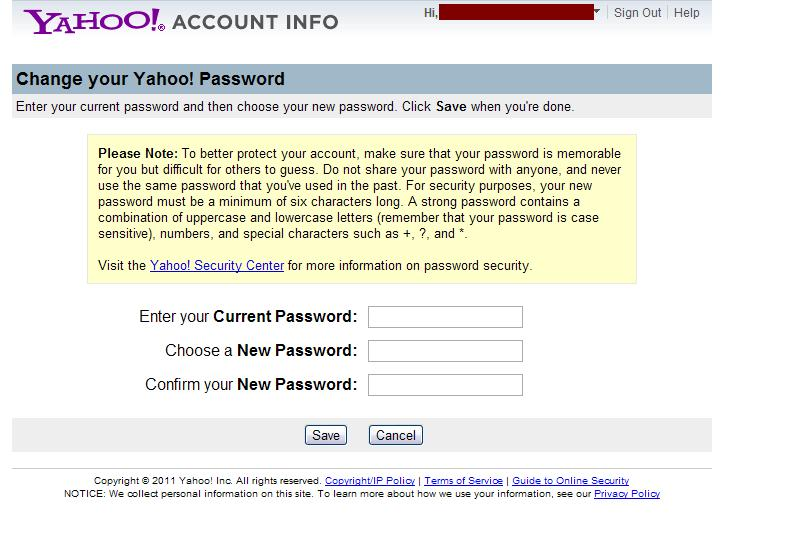 YAHOO!® ACCOUNT INFO
Hi, Sign Out | Help
Change your Yahoo! Password
Enter your current password and then choose your new password. Click Save when you're done.
Please Note: To better protect your account, make sure that your password is memorable
for you but difficult for others to guess. Do not share your password with anyone, and never
use the same password that you've used in the past. For security purposes, your new
password must be a minimum of six characters long. A strong password contains a
combination of uppercase and lowercase letters (remember that your password is case
sensitive), numbers, and special characters such as +, ?, and *.
Visit the Yahoo! Security Center for more information on password security.
Enter your Current Password:
Choose a New Password:
Confirm your New Password:
Save Cancel
Copyright © 2011 Yahoo! Inc. All rights reserved. Copyright/IP Policy | Terms of Service | Guide to Online Security
NOTICE: We collect personal information on this site. To learn more about how we use your information, see our Privacy Policy